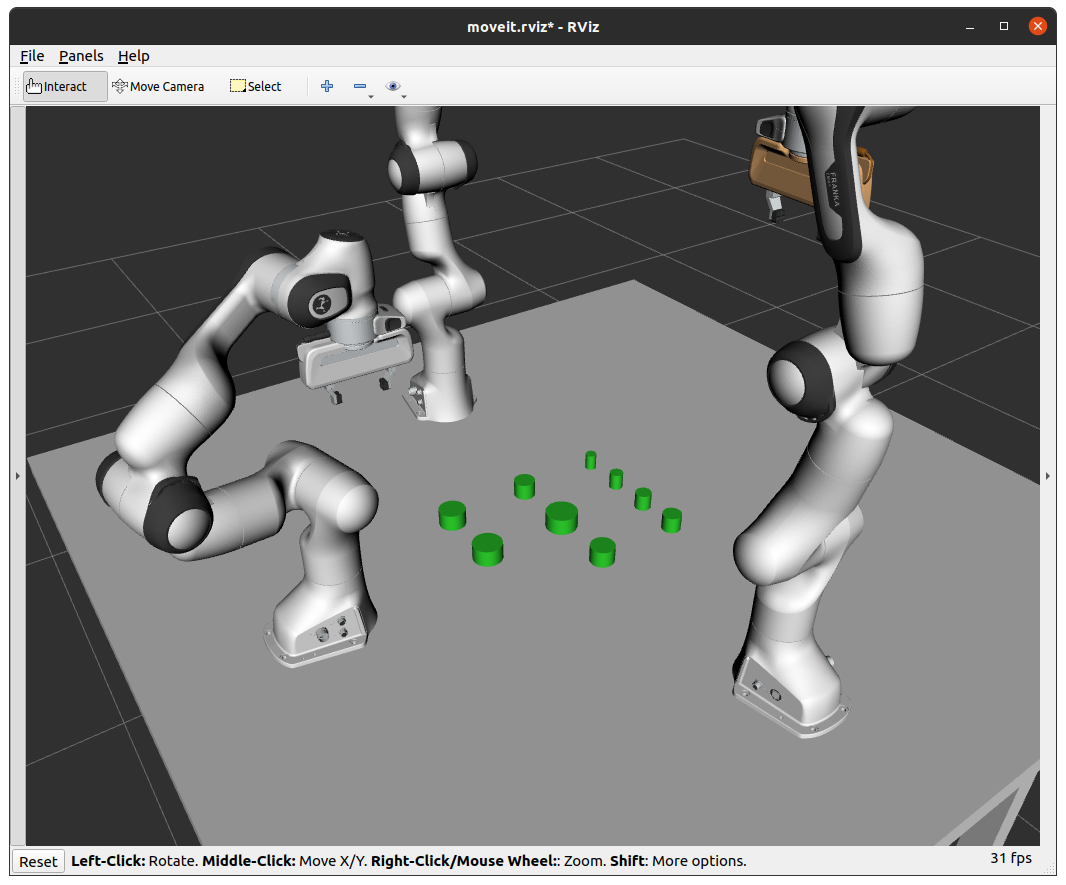 moveit.rviz* - RViz
File Panels Help
Interact Move Camera Select
FRANKA
Reset Left-Click: Rotate. Middle-Click: Move X/Y. Right-Click/Mouse Wheel:: Zoom. Shift: More options. 31 fps